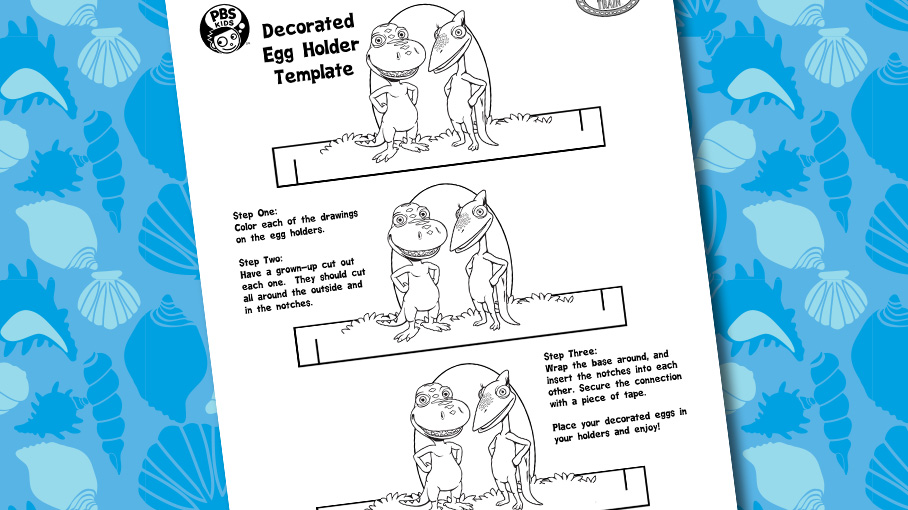 PBS
KIDS
Decorated
Egg Holder
Template
TRAIN
Step One:
Color each of the drawings
on the egg holders.
Step Two:
Have a grown-up cut out
each one. They should cut
all around the outside and
in the notches.
Step Three:
Wrap the base around, and
insert the notches into each
other. Secure the connection
with a piece of tape.
Place your decorated eggs in
your holders and enjoy!